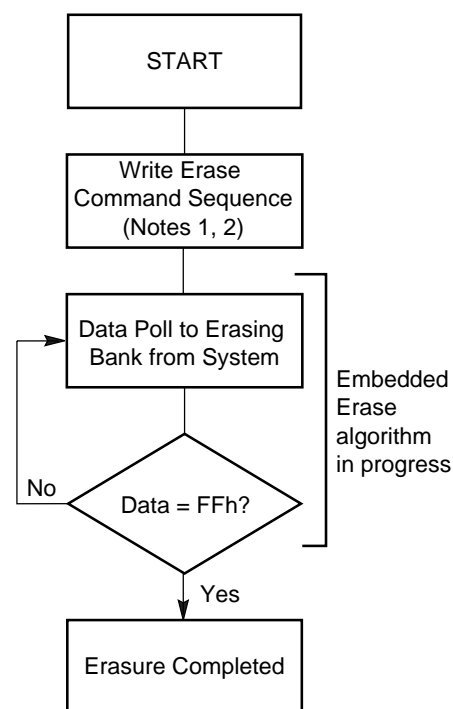 START
Write Erase
Command Sequence
(Notes 1, 2)
Data Poll to Erasing
Bank from System
Embedded
Erase
algorithm
in progress
No
Data = FFh?
Yes
Erasure Completed